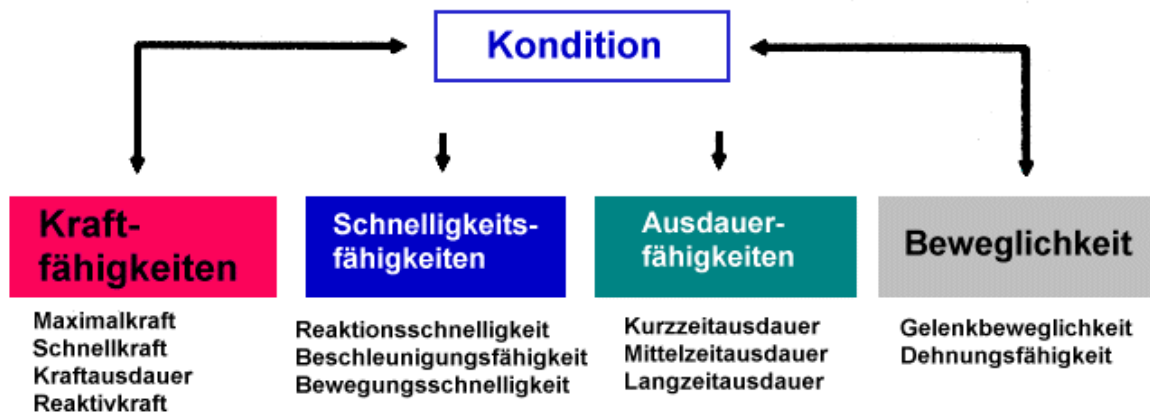 Kondition
Kraft-
fähigkeiten
Maximalkraft
Schnellkraft
Kraftausdauer
Reaktivkraft
Schnelligkeits-
fähigkeiten
Reaktionsschnelligkeit
Beschleunigungsfähigkeit
Bewegungsschnelligkeit
Ausdauer-
fähigkeiten
Kurzzeitausdauer
Mittelzeitausdauer
Langzeitausdauer
Beweglichkeit
Gelenkbeweglichkeit
Dehnungsfähigkeit